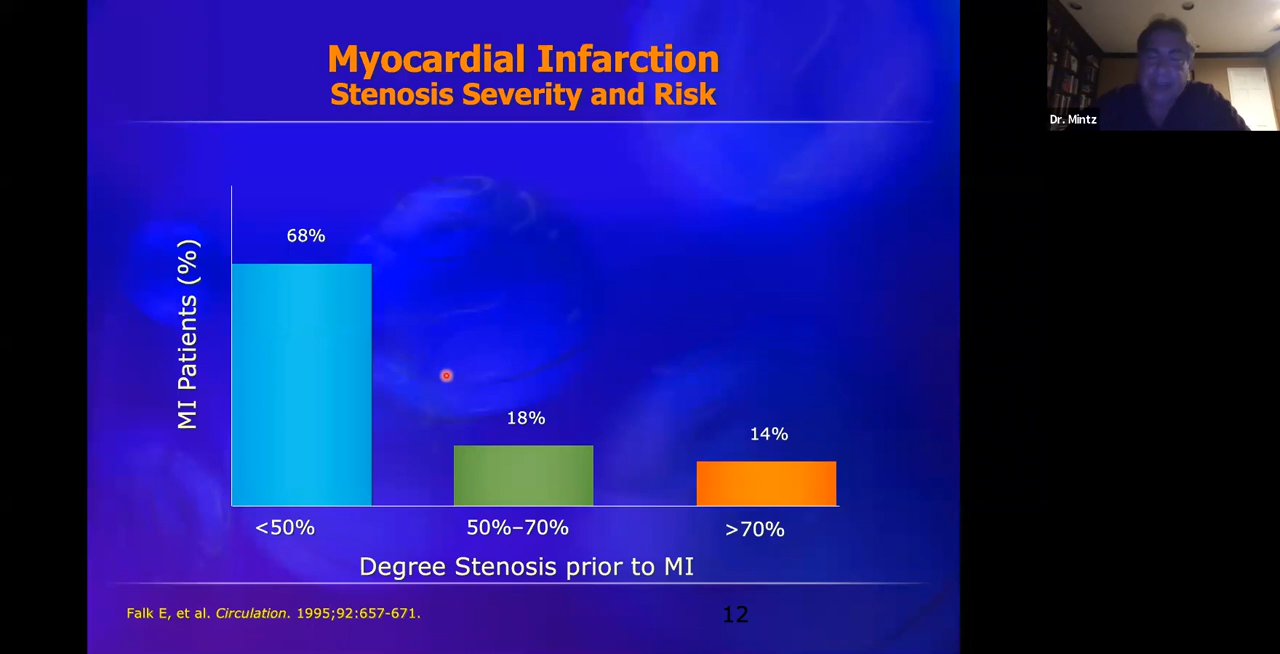 Myocardial Infarction
Stenosis Severity and Risk
Dr. Mintz
MI Patients (%)
68%
18%
14%
<50%
50%–70%
>70%
Degree Stenosis prior to MI
Falk E, et al. Circulation. 1995;92:657-671.
12